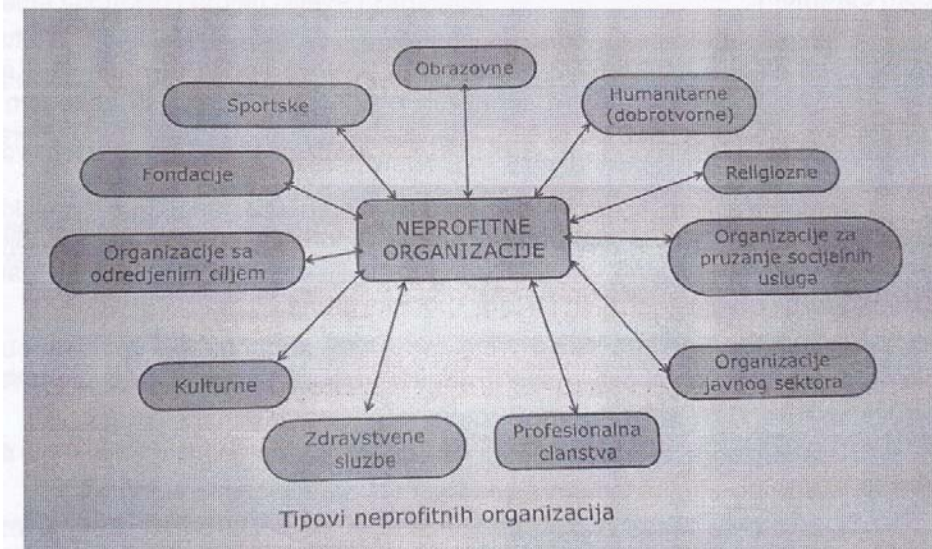 Obrazovne
Sportske
Humanitarne
(dobrotvorne)
Fondacije
Religiozne
NEPROFITNE
ORGANIZACIJE
Organizacije sa
odredjenim ciljem
Organizacije za
pruzanje socijalnih
usluga
Kulturne
Organizacije
javnog sektora
Zdravstvene
sluzbe
Profesionalna
clanstva
Tipovi neprofitnih organizacija